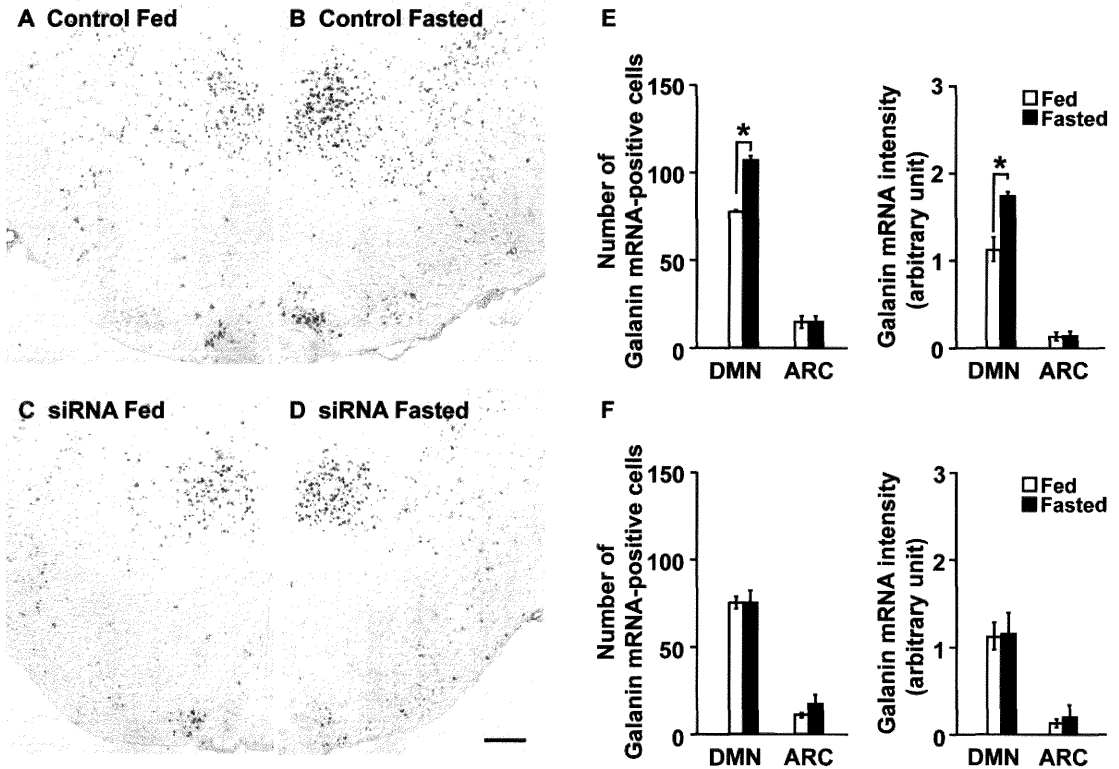 A Control Fed
B Control Fasted
C siRNA Fed
D siRNA Fasted
E
Number of
Galanin mRNA-positive cells
150
100
50
0
DMN
ARC
*
Galanin mRNA intensity
(arbitrary unit)
3
2
1
0
DMN
ARC
*
Fed
Fasted
F
Number of
Galanin mRNA-positive cells
150
100
50
0
DMN
ARC
Galanin mRNA intensity
(arbitrary unit)
3
2
1
0
DMN
ARC
Fed
Fasted